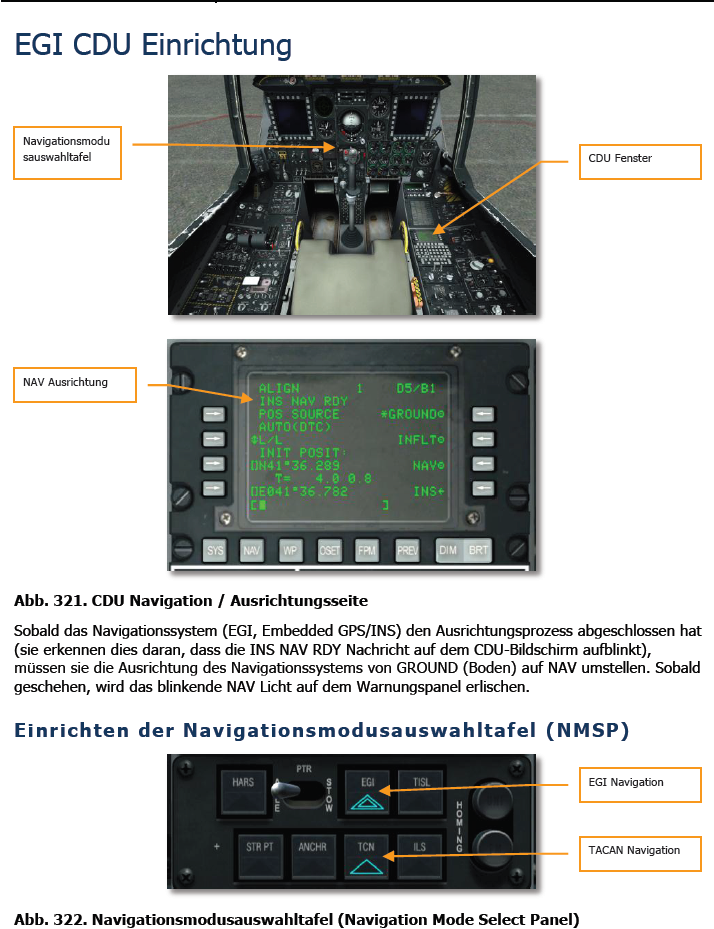 EGI CDU Einrichtung
Navigationsmodu
sauswahltafel
CDU Fenster
NAV Ausrichtung
ALIGN 1 D5/B1
INS NAV RDY
POS SOURCE *GROUND
AUTO(DTC)
L/L INFLT
INIT POSIT:
N41°36.289 NAV
T= 4.0 0.8
E041°36.782 INS
[ ]
SYS NAV WP OSET FPM PREV DIM BRT
Abb. 321. CDU Navigation / Ausrichtungsseite
Sobald das Navigationssystem (EGI, Embedded GPS/INS) den Ausrichtungsprozess abgeschlossen hat
(sie erkennen dies daran, dass die INS NAV RDY Nachricht auf dem CDU-Bildschirm aufblinkt),
müssen sie die Ausrichtung des Navigationssystems von GROUND (Boden) auf NAV umstellen. Sobald
geschehen, wird das blinkende NAV Licht auf dem Warnungspanel erlischen.
Einrichten der Navigationsmodusauswahltafel (NMSP)
PTR
HARS
STOW
EGI
TISL
HOMING
STR PT
ANCHR
TCN
ILS
EGI Navigation
TACAN Navigation
Abb. 322. Navigationsmodusauswahltafel (Navigation Mode Select Panel)